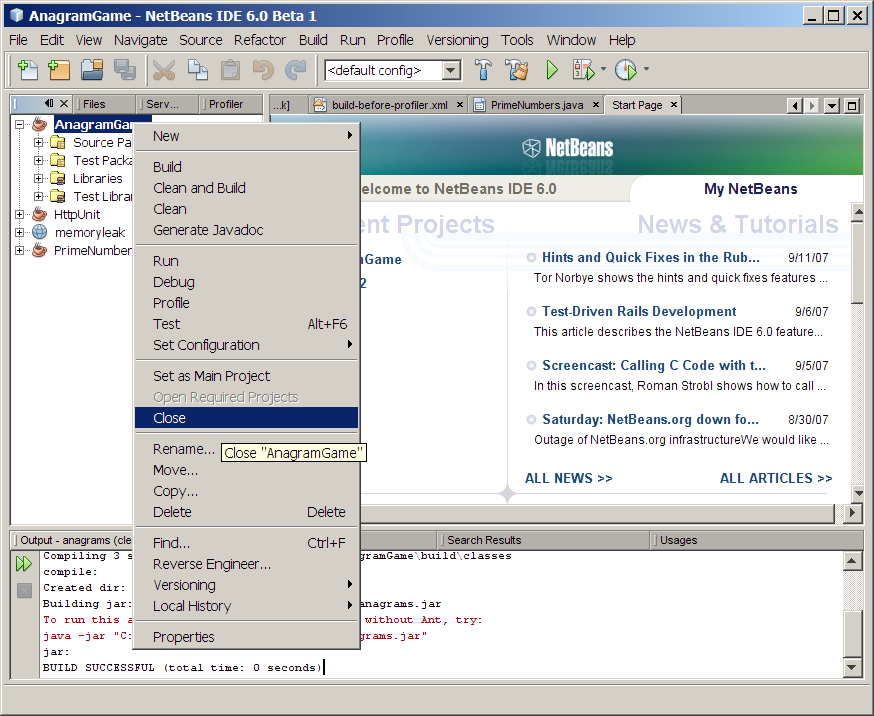 AnagramGame - NetBeans IDE 6.0 Beta 1
File Edit View Navigate Source Refactor Build Run Profile Versioning Tools Window Help
<default config>
Files Serv... Profiler ...k] build-before-profiler.xml PrimeNumbers.java Start Page
AnagramGam
Source Pa
Test Packa
Libraries
Test Librar
HttpUnit
memoryleak
PrimeNumber
New
Build
Clean and Build
Clean
Generate Javadoc
Run
Debug
Profile
Test Alt+F6
Set Configuration
Set as Main Project
Open Required Projects
Close
Close "AnagramGame"
Rename...
Move...
Copy...
Delete Delete
Find... Ctrl+F
Reverse Engineer...
Versioning
Local History
Properties
NetBeans
elcome to NetBeans IDE 6.0
My NetBeans
ent Projects
mGame
2
News & Tutorials
Hints and Quick Fixes in the Rub... 9/11/07
Tor Norbye shows the hints and quick fixes features ...
Test-Driven Rails Development 9/6/07
This article describes the NetBeans IDE 6.0 feature...
Screencast: Calling C Code with t... 9/5/07
In this screencast, Roman Strobl shows how to call ...
Saturday: NetBeans.org down fo... 8/30/07
Outage of NetBeans.org infrastructureWe would like ...
ALL NEWS >> ALL ARTICLES >>
Output - anagrams (cle Search Results Usages
Compiling 3 s gramGame\build\classes
compile:
Created dir:
Building jar: anagrams.jar
To run this a without Ant, try:
java -jar "C: grams.jar"
jar:
BUILD SUCCESSFUL (total time: 0 seconds)